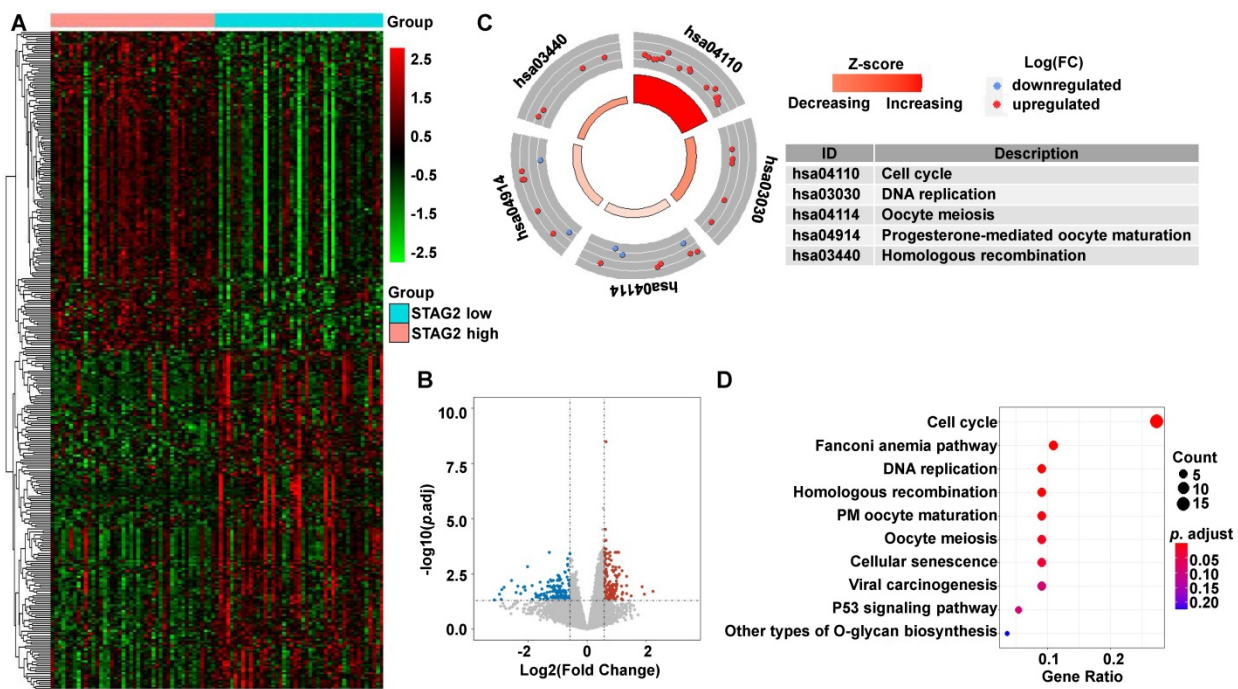 A
Group
2.5
1.5
0.5
-0.5
-1.5
-2.5
Group
STAG2 low
STAG2 high
C
hsa03440
hsa04110
hsa04914
hsa03030
hsa04114
Z-score
Decreasing Increasing
Log(FC)
downregulated
upregulated
ID Description
hsa04110 Cell cycle
hsa03030 DNA replication
hsa04114 Oocyte meiosis
hsa04914 Progesterone-mediated oocyte maturation
hsa03440 Homologous recombination
B
-log10(p.adj)
10.0
7.5
5.0
2.5
0.0
-2 0 2
Log2(Fold Change)
D
Cell cycle
Fanconi anemia pathway
DNA replication
Homologous recombination
PM oocyte maturation
Oocyte meiosis
Cellular senescence
Viral carcinogenesis
P53 signaling pathway
Other types of O-glycan biosynthesis
0.1 0.2
Gene Ratio
Count
5
10
15
p. adjust
0.05
0.10
0.15
0.20